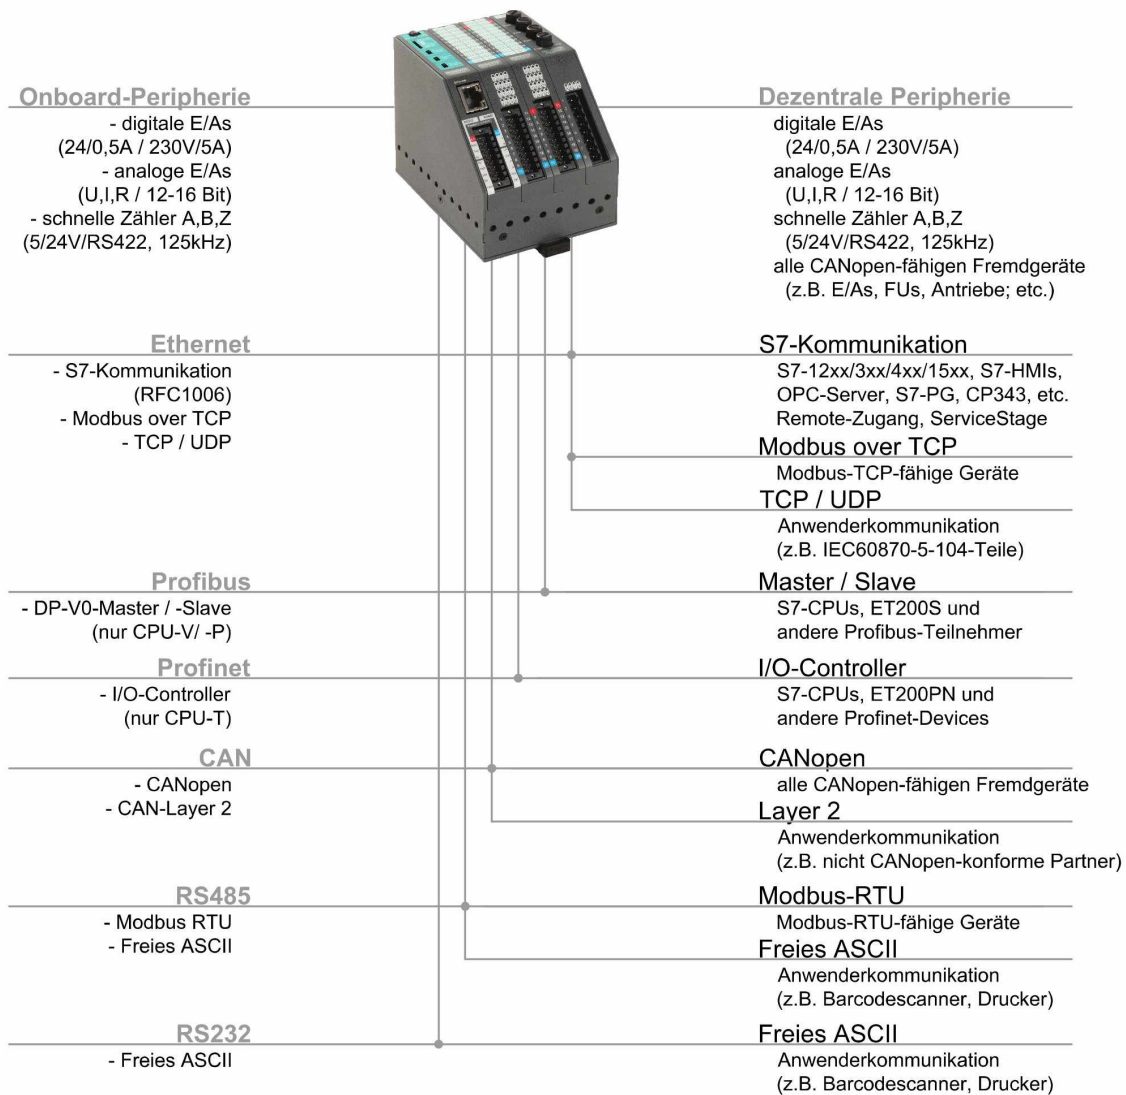 Onboard-Peripherie
- digitale E/As
(24/0,5A / 230V/5A)
- analoge E/As
(U,I,R / 12-16 Bit)
- schnelle Zähler A,B,Z
(5/24V/RS422, 125kHz)
Dezentrale Peripherie
digitale E/As
(24/0,5A / 230V/5A)
analoge E/As
(U,I,R / 12-16 Bit)
schnelle Zähler A,B,Z
(5/24V/RS422, 125kHz)
alle CANopen-fähigen Fremdgeräte
(z.B. E/As, FUs, Antriebe; etc.)
Ethernet
- S7-Kommunikation
(RFC1006)
- Modbus over TCP
- TCP / UDP
S7-Kommunikation
S7-12xx/3xx/4xx/15xx, S7-HMIs,
OPC-Server, S7-PG, CP343, etc.
Remote-Zugang, ServiceStage
Modbus over TCP
Modbus-TCP-fähige Geräte
TCP / UDP
Anwenderkommunikation
(z.B. IEC60870-5-104-Teile)
Profibus
- DP-V0-Master / -Slave
(nur CPU-V/ -P)
Master / Slave
S7-CPUs, ET200S und
andere Profibus-Teilnehmer
Profinet
- I/O-Controller
(nur CPU-T)
I/O-Controller
S7-CPUs, ET200PN und
andere Profinet-Devices
CAN
- CANopen
- CAN-Layer 2
CANopen
alle CANopen-fähigen Fremdgeräte
Layer 2
Anwenderkommunikation
(z.B. nicht CANopen-konforme Partner)
RS485
- Modbus RTU
- Freies ASCII
Modbus-RTU
Modbus-RTU-fähige Geräte
Freies ASCII
Anwenderkommunikation
(z.B. Barcodescanner, Drucker)
RS232
- Freies ASCII
Freies ASCII
Anwenderkommunikation
(z.B. Barcodescanner, Drucker)